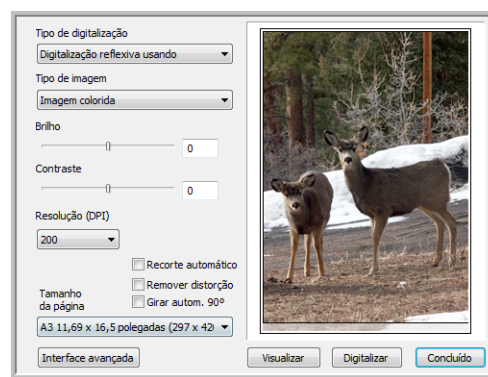 Tipo de digitalização
Digitalização reflexiva usando
Tipo de imagem
Imagem colorida
Brilho
0
Contraste
0
Resolução (DPI)
200
Recorte automático
Remover distorção
Girar autom. 90º
Tamanho
da página
A3 11,69 x 16,5 polegadas (297 x 42
Interface avançada
Visualizar
Digitalizar
Concluído